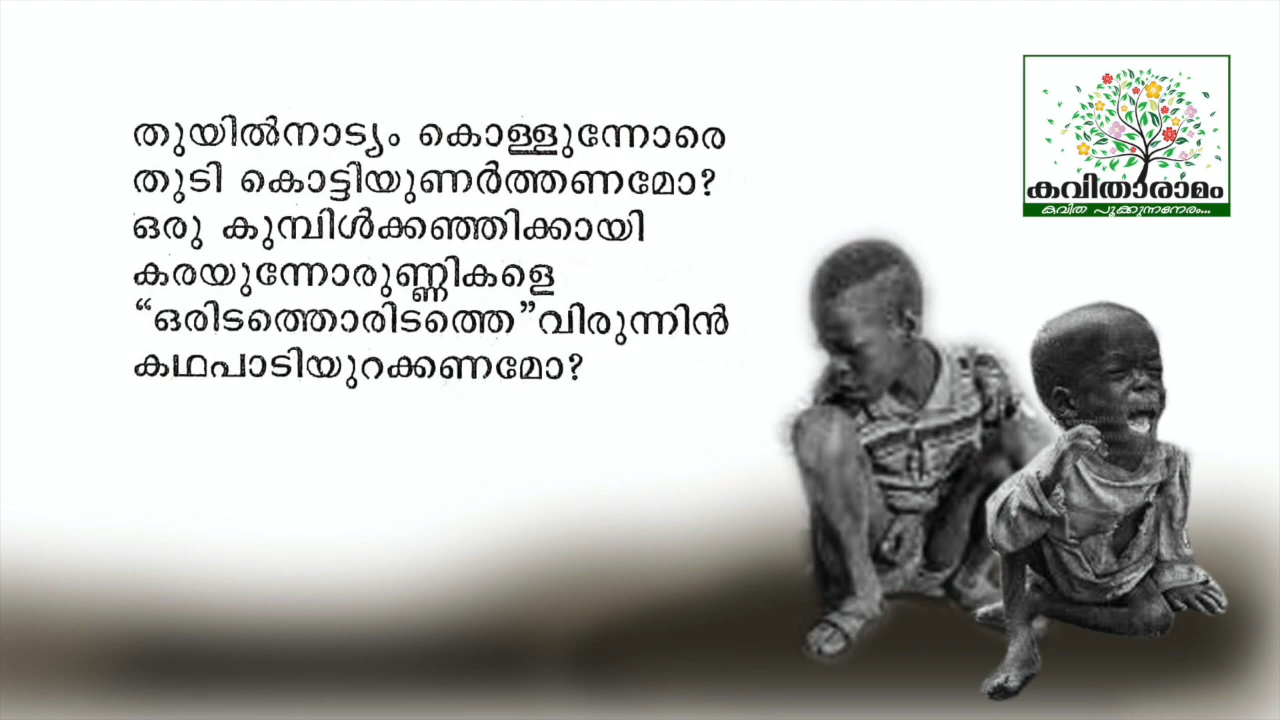 തുയിൽനാട്യം കൊള്ളുന്നോരെ
തുടി കൊട്ടിയുണർത്തണമോ?
ഒരു കുമ്പിൾക്കഞ്ഞിക്കായി
കരയുന്നോരുണ്ണികളെ
“ഒരിടത്തൊരിടത്തെ”വിരുന്നിൻ
കഥപാടിയുറക്കണമോ?
കവിതാരാമം
കവിത പൂക്കുന്നനേരം...